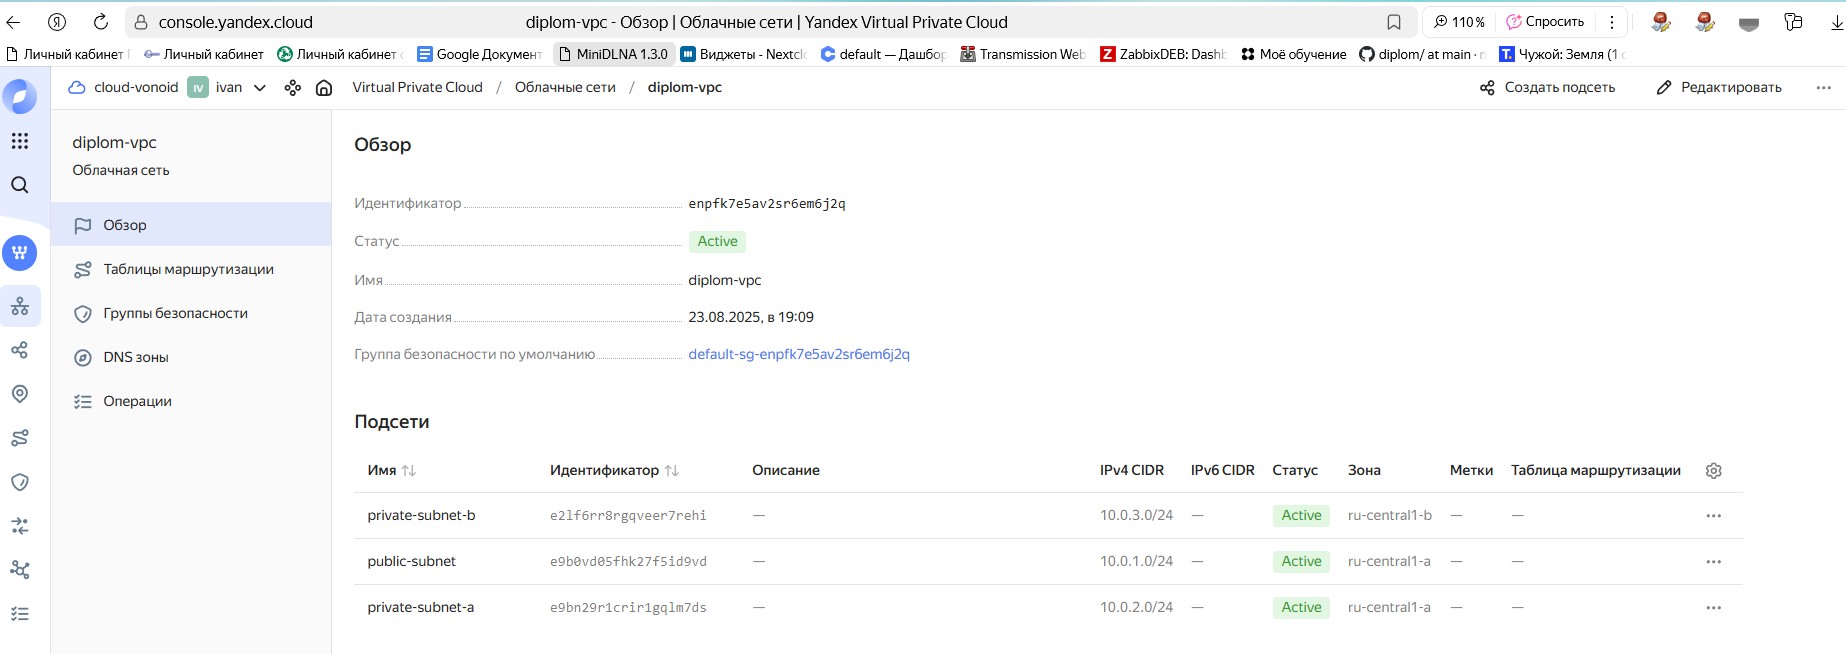 Я console.yandex.cloud diplom-vpc - Обзор | Облачные сети | Yandex Virtual Private Cloud 110% Спросить
Личный кабинет Личный кабинет Личный кабинет Google Документ MiniDLNA 1.3.0 Виджеты - Nextclo default — Дашбор Transmission Web ZabbixDEB: Dashb Моё обучение diplom/ at main · Чужой: Земля (1 с
cloud-vonoid IV ivan Virtual Private Cloud / Облачные сети / diplom-vpc Создать подсеть Редактировать
diplom-vpc
Облачная сеть
Обзор
Таблицы маршрутизации
Группы безопасности
DNS зоны
Операции
Обзор
Идентификатор enpfk7e5av2sr6em6j2q
Статус Active
Имя diplom-vpc
Дата создания 23.08.2025, в 19:09
Группа безопасности по умолчанию default-sg-enpfk7e5av2sr6em6j2q
Подсети
Имя Идентификатор Описание IPv4 CIDR IPv6 CIDR Статус Зона Метки Таблица маршрутизации
private-subnet-b e2lf6rr8rgqveer7rehi — 10.0.3.0/24 — Active ru-central1-b — —
public-subnet e9b0vd05fhk27f5id9vd — 10.0.1.0/24 — Active ru-central1-a — —
private-subnet-a e9bn29r1crir1gqlm7ds — 10.0.2.0/24 — Active ru-central1-a — —